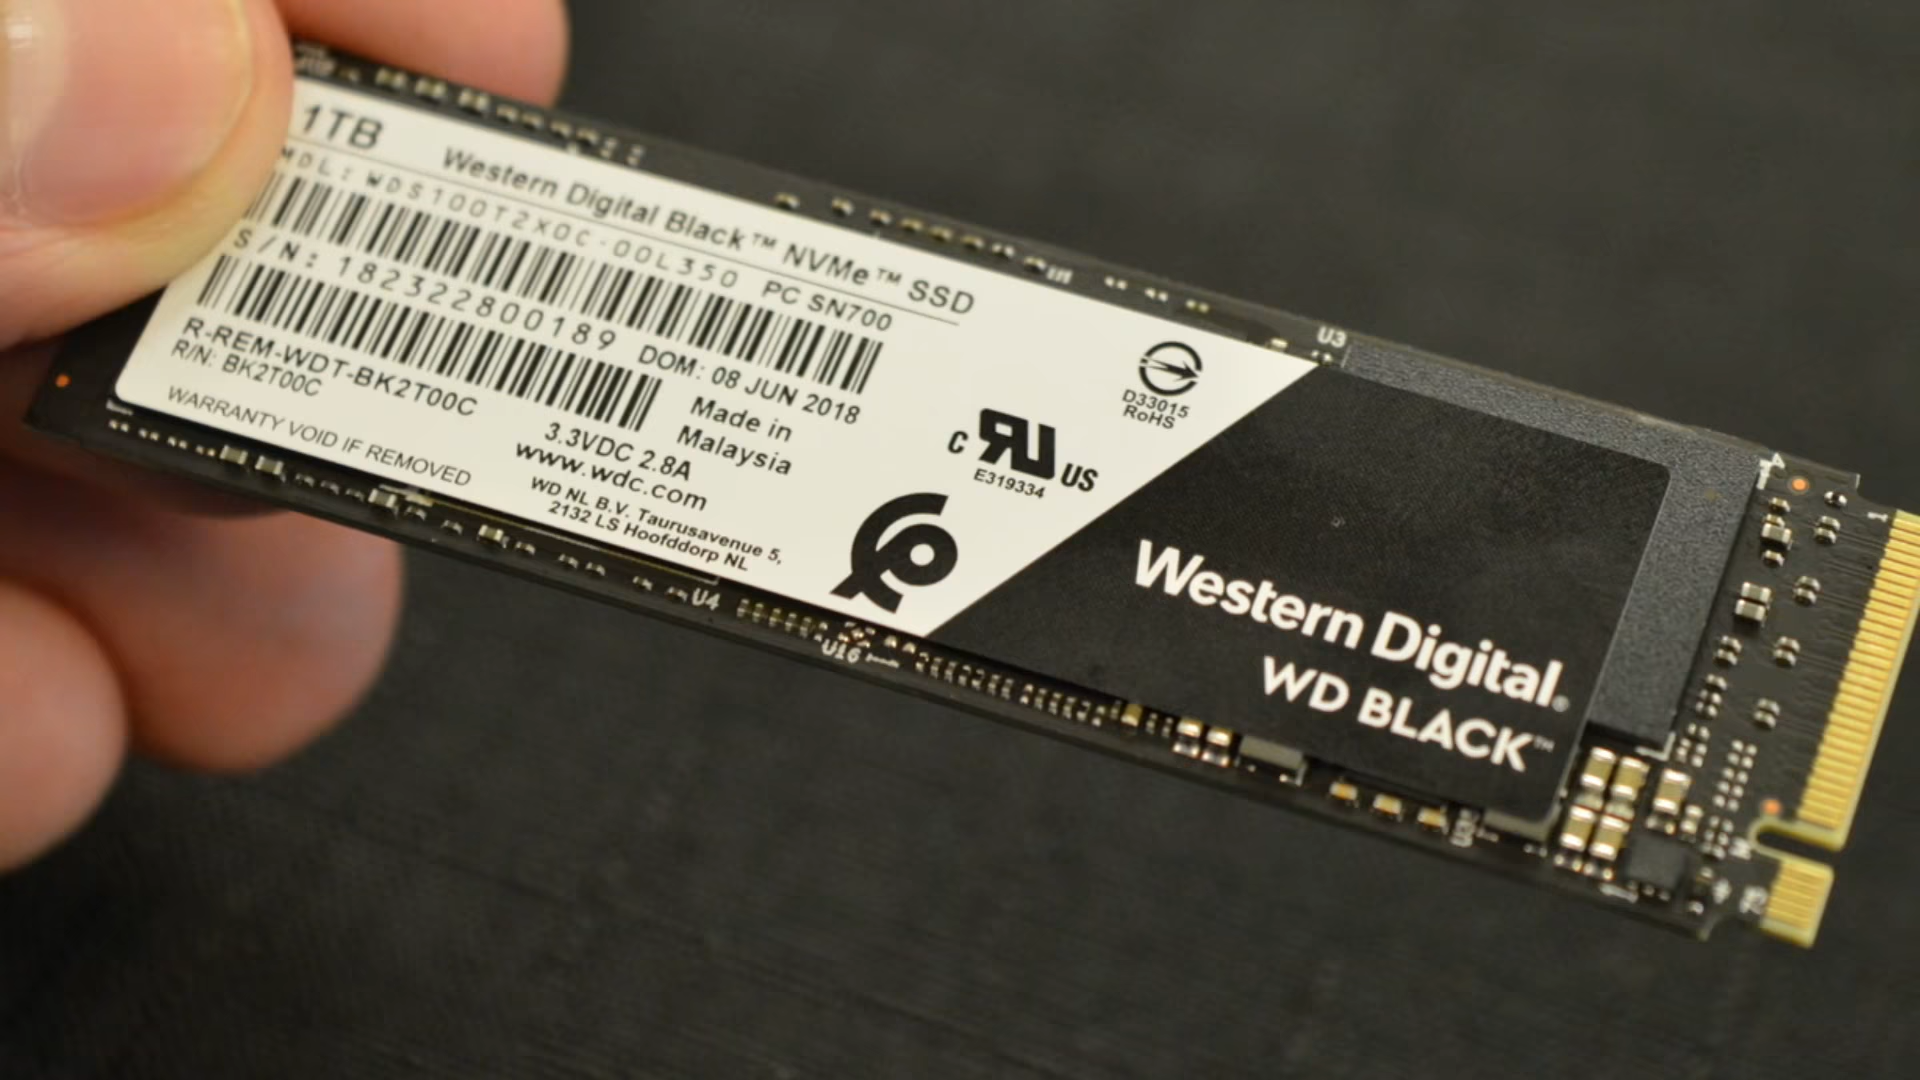 1TB
Western Digital Black™ NVMe™ SSD
MDL: WDS100T2X0C-00L350 PC SN700
S/N: 182322800189 DOM: 08 JUN 2018
R-REM-WDT-BK2T00C
R/N: BK2T00C
Made in
Malaysia
WARRANTY VOID IF REMOVED
3.3VDC 2.8A
www.wdc.com
WD NL B.V. Taurusavenue 5,
2132 LS Hoofddorp NL
D33015
RoHS
C RU US
E319334
Western Digital®
WD BLACK™
U3
U4
U16
1